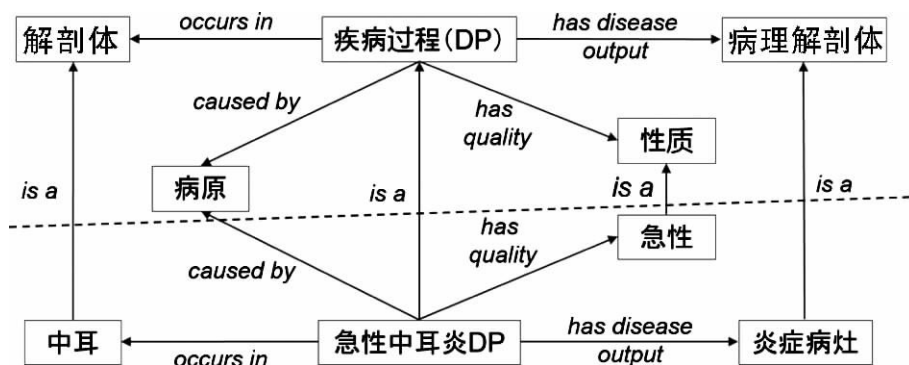 解剖体
occurs in
疾病过程(DP)
has disease
output
病理解剖体
caused by
has
quality
性质
病原
is a
is a
is a
is a
急性
caused by
has
quality
中耳
occurs in
急性中耳炎DP
has disease
output
炎症病灶